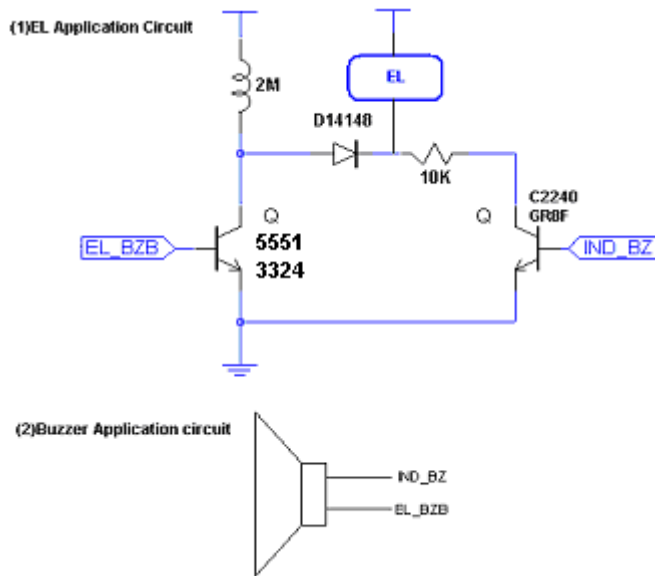 (1)EL Application Circuit
2M
EL
D14148
10K
C2240
GR8F
Q
Q
5551
3324
EL_BZB
IND_BZ
(2)Buzzer Application circuit
IND_BZ
EL_BZB